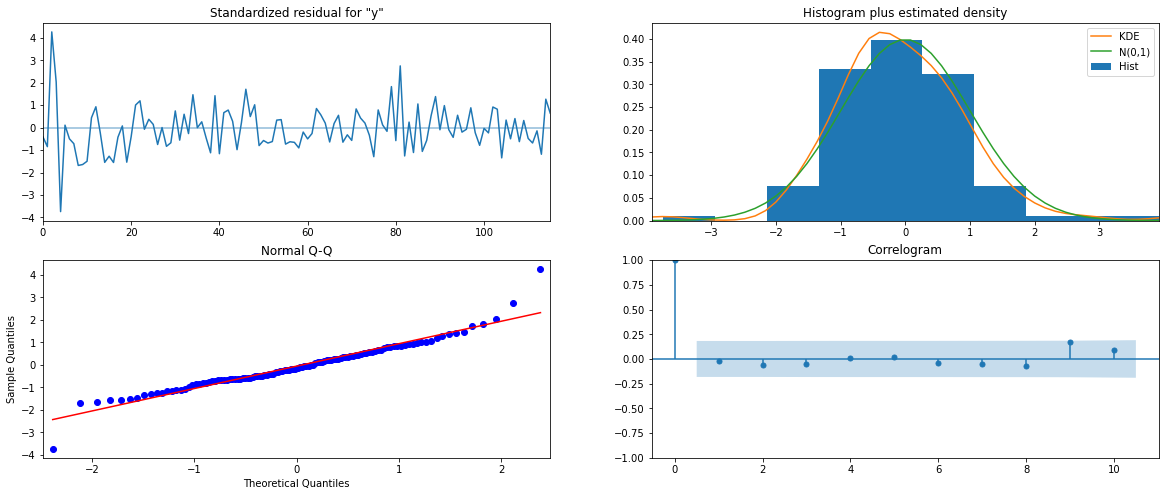 Standardized residual for "y"
4
3
2
1
0
−1
−2
−3
−4
0 20 40 60 80 100
Histogram plus estimated density
KDE
N(0,1)
Hist
0.40
0.35
0.30
0.25
0.20
0.15
0.10
0.05
0.00
−3 −2 −1 0 1 2 3
Normal Q-Q
Sample Quantiles
4
3
2
1
0
−1
−2
−3
−4
−2 −1 0 1 2
Theoretical Quantiles
Correlogram
1.00
0.75
0.50
0.25
0.00
−0.25
−0.50
−0.75
−1.00
0 2 4 6 8 10